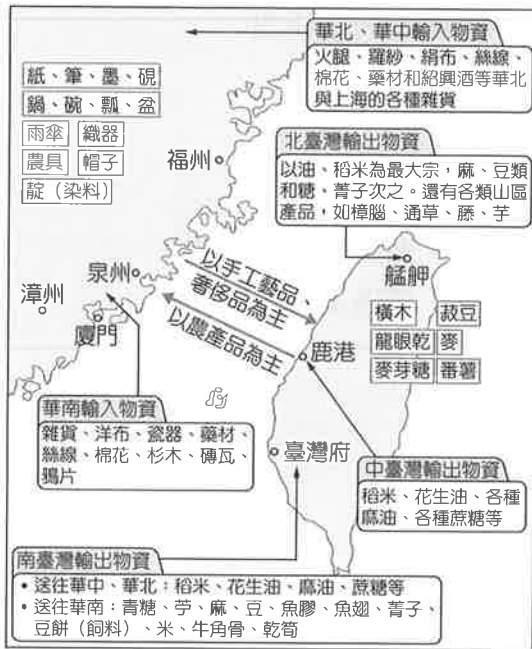 華北、華中輸入物資
火腿、羅紗、絹布、絲線、
棉花、藥材和紹興酒等華北
與上海的各種雜貨
紙、筆、墨、硯
鍋、碗、瓢、盆
雨傘 織器
農具 帽子
靛（染料）
北臺灣輸出物資
以油、稻米為最大宗，麻、豆類
和糖、菁子次之。還有各類山區
產品，如樟腦、通草、藤、芋
福州
艋舺
泉州
漳州
廈門
以手工藝品、
奢侈品為主
以農產品為主
鹿港
橫木 菽豆
龍眼乾 麥
麥芽糖 番薯
華南輸入物資
雜貨、洋布、瓷器、藥材、
絲線、棉花、杉木、磚瓦、
鴉片
臺灣府
中臺灣輸出物資
稻米、花生油、各種
麻油、各種蔗糖等
南臺灣輸出物資
• 送往華中、華北：稻米、花生油、麻油、蔗糖等
• 送往華南：青糖、苧、麻、豆、魚膠、魚翅、菁子、
豆餅（飼料）、米、牛角骨、乾筍